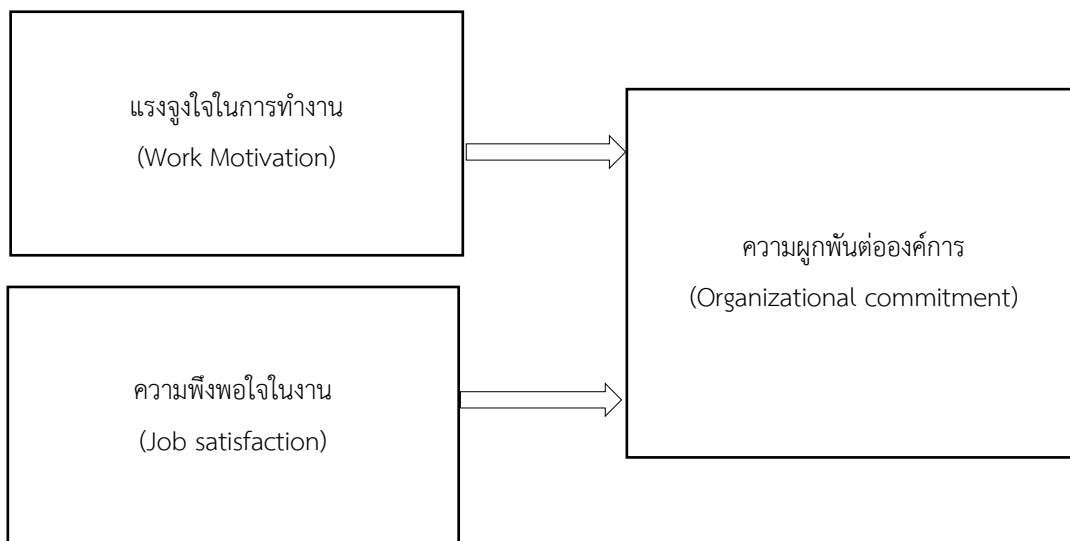 แรงจูงใจในการทำงาน
(Work Motivation)
ความพึงพอใจในงาน
(Job satisfaction)
ความผูกพันต่อองค์การ
(Organizational commitment)